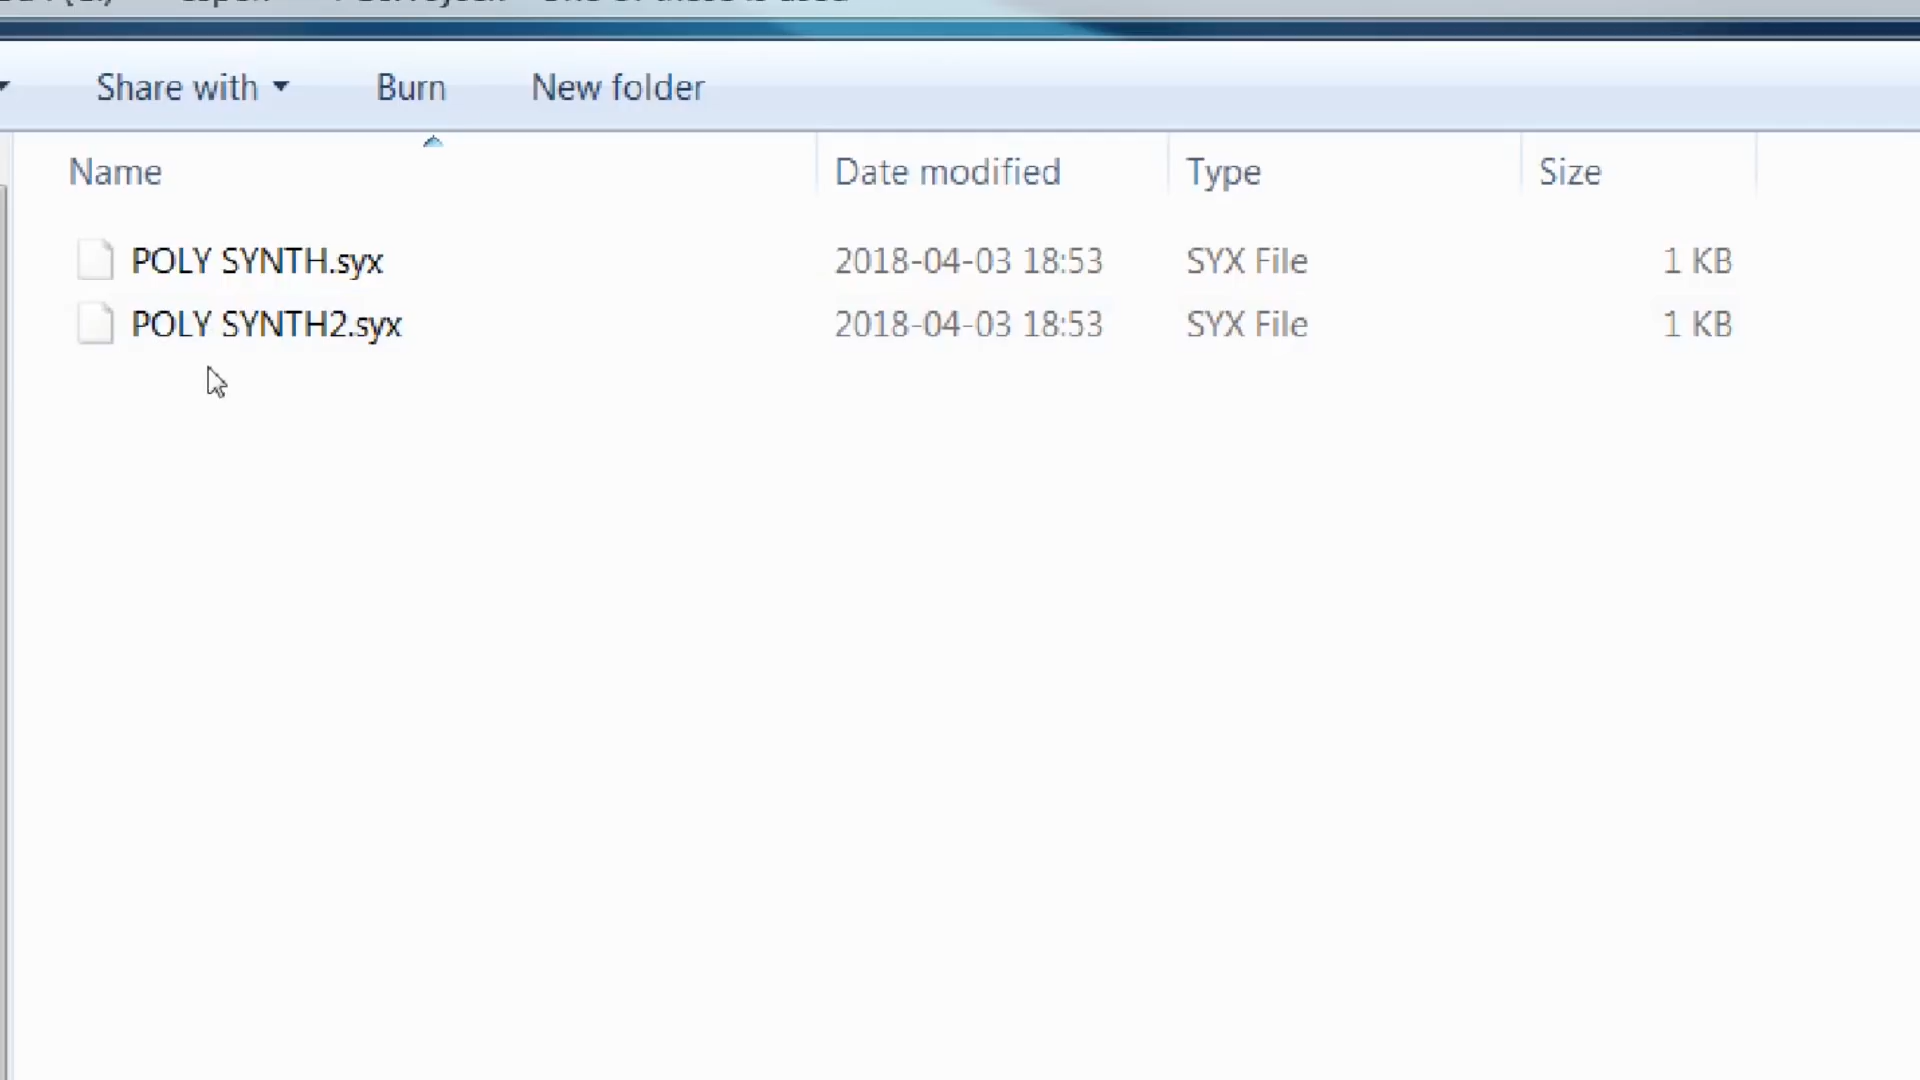 Share with Burn New folder
Name Date modified Type Size
POLY SYNTH.syx 2018-04-03 18:53 SYX File 1 KB
POLY SYNTH2.syx 2018-04-03 18:53 SYX File 1 KB